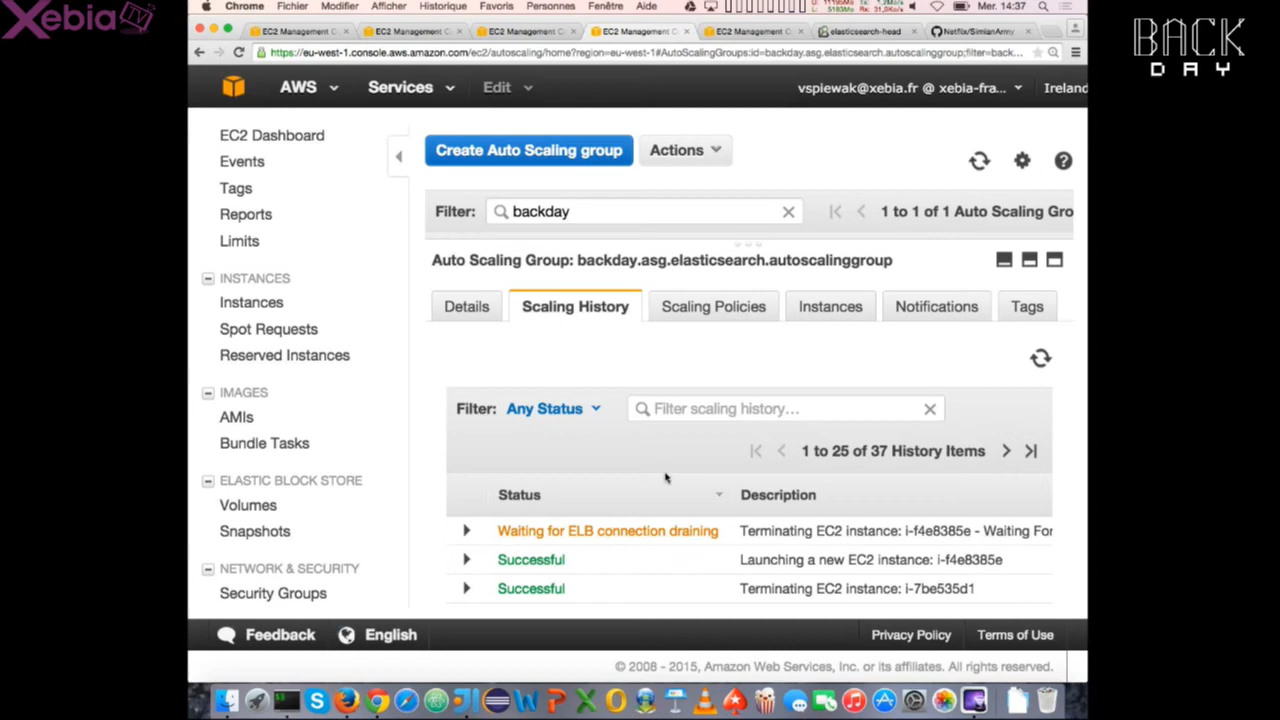 Xebia TV
BACK
DAY
Chrome Fichier Modifier Afficher Historique Favoris Personnes Fenêtre Aide Mer. 14:37
EC2 Management C EC2 Management C EC2 Management C EC2 Management C EC2 Management C elasticsearch-head Netflix/SimianArmy
https://eu-west-1.console.aws.amazon.com/ec2/autoscaling/home?region=eu-west-1#AutoScalingGroups:id=backday.asg.elasticsearch.autoscalinggroup;filter=back...
AWS Services Edit vspiewak@xebia.fr @ xebia-fra... Ireland
EC2 Dashboard
Events
Tags
Reports
Limits
INSTANCES
Instances
Spot Requests
Reserved Instances
IMAGES
AMIs
Bundle Tasks
ELASTIC BLOCK STORE
Volumes
Snapshots
NETWORK & SECURITY
Security Groups
Create Auto Scaling group Actions
Filter: backday 1 to 1 of 1 Auto Scaling Gro
Auto Scaling Group: backday.asg.elasticsearch.autoscalinggroup
Details Scaling History Scaling Policies Instances Notifications Tags
Filter: Any Status Filter scaling history...
1 to 25 of 37 History Items
Status Description
Waiting for ELB connection draining Terminating EC2 instance: i-f4e8385e - Waiting For
Successful Launching a new EC2 instance: i-f4e8385e
Successful Terminating EC2 instance: i-7be535d1
Feedback English Privacy Policy Terms of Use
© 2008 - 2015, Amazon Web Services, Inc. or its affiliates. All rights reserved.